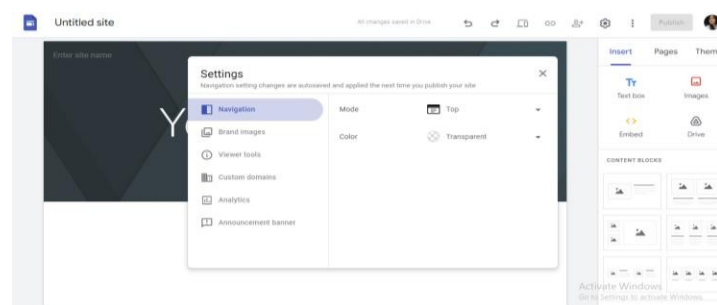 Untitled site
All changes saved in Drive
Publish
Enter site name
Insert Pages Them
Settings
Navigation setting changes are autosaved and applied the next time you publish your site
Navigation
Mode Top
Brand images
Color Transparent
Viewer tools
Custom domains
Analytics
Announcement banner
Y
Text box Images
Embed Drive
CONTENT BLOCKS
Activate Windows
Go to Settings to activate Windows.